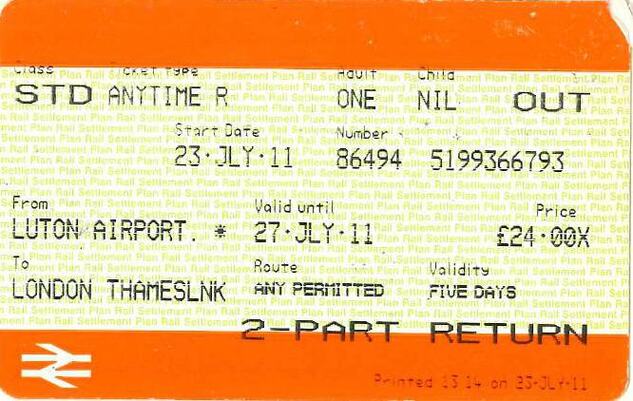 Class Ticket type Adult Child
STD ANYTIME R ONE NIL OUT
Start Date Number
23·JLY·11 86494 5199366793
From Valid until Price
LUTON AIRPORT. * 27·JLY·11 £24·00X
To Route Validity
LONDON THAMESLNK ANY PERMITTED FIVE DAYS
2-PART RETURN
Printed 13 14 on 23·JLY·11